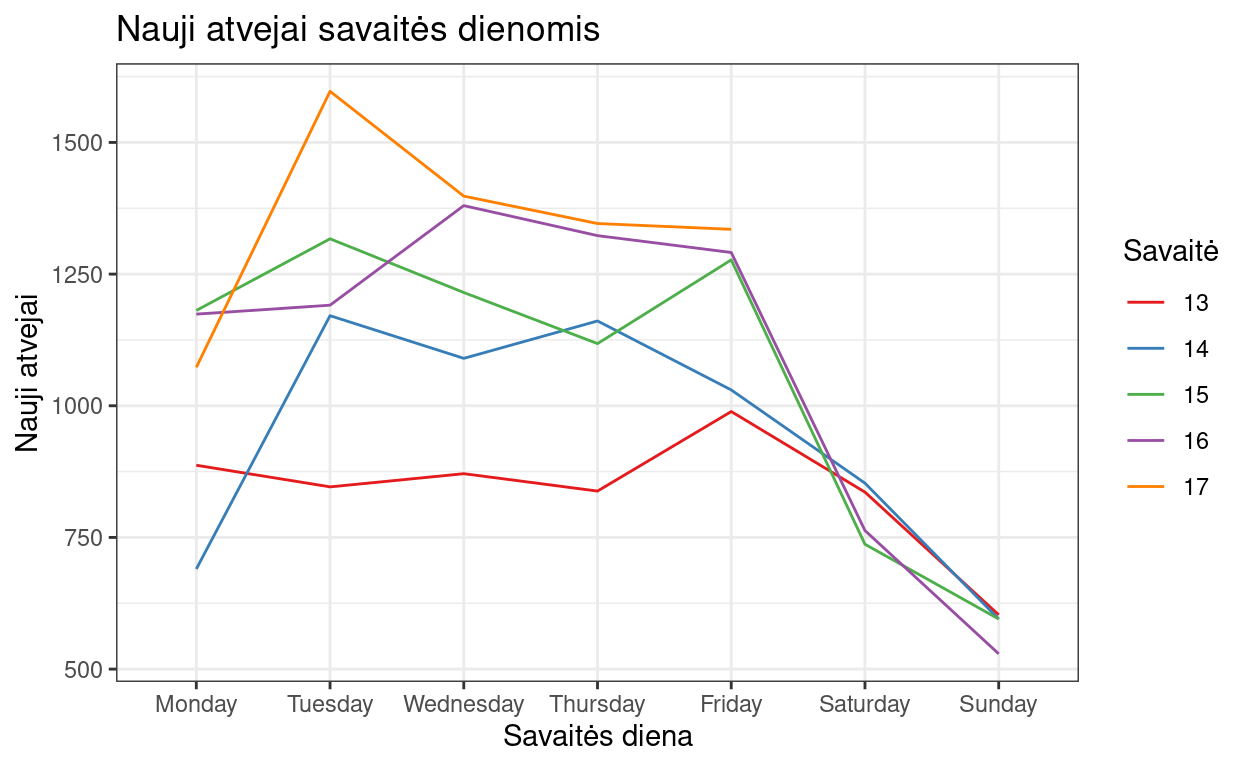 Nauji atvejai savaitės dienomis
Nauji atvejai
1500
1250
1000
750
500
Monday Tuesday Wednesday Thursday Friday Saturday Sunday
Savaitės diena
Savaitė
13
14
15
16
17